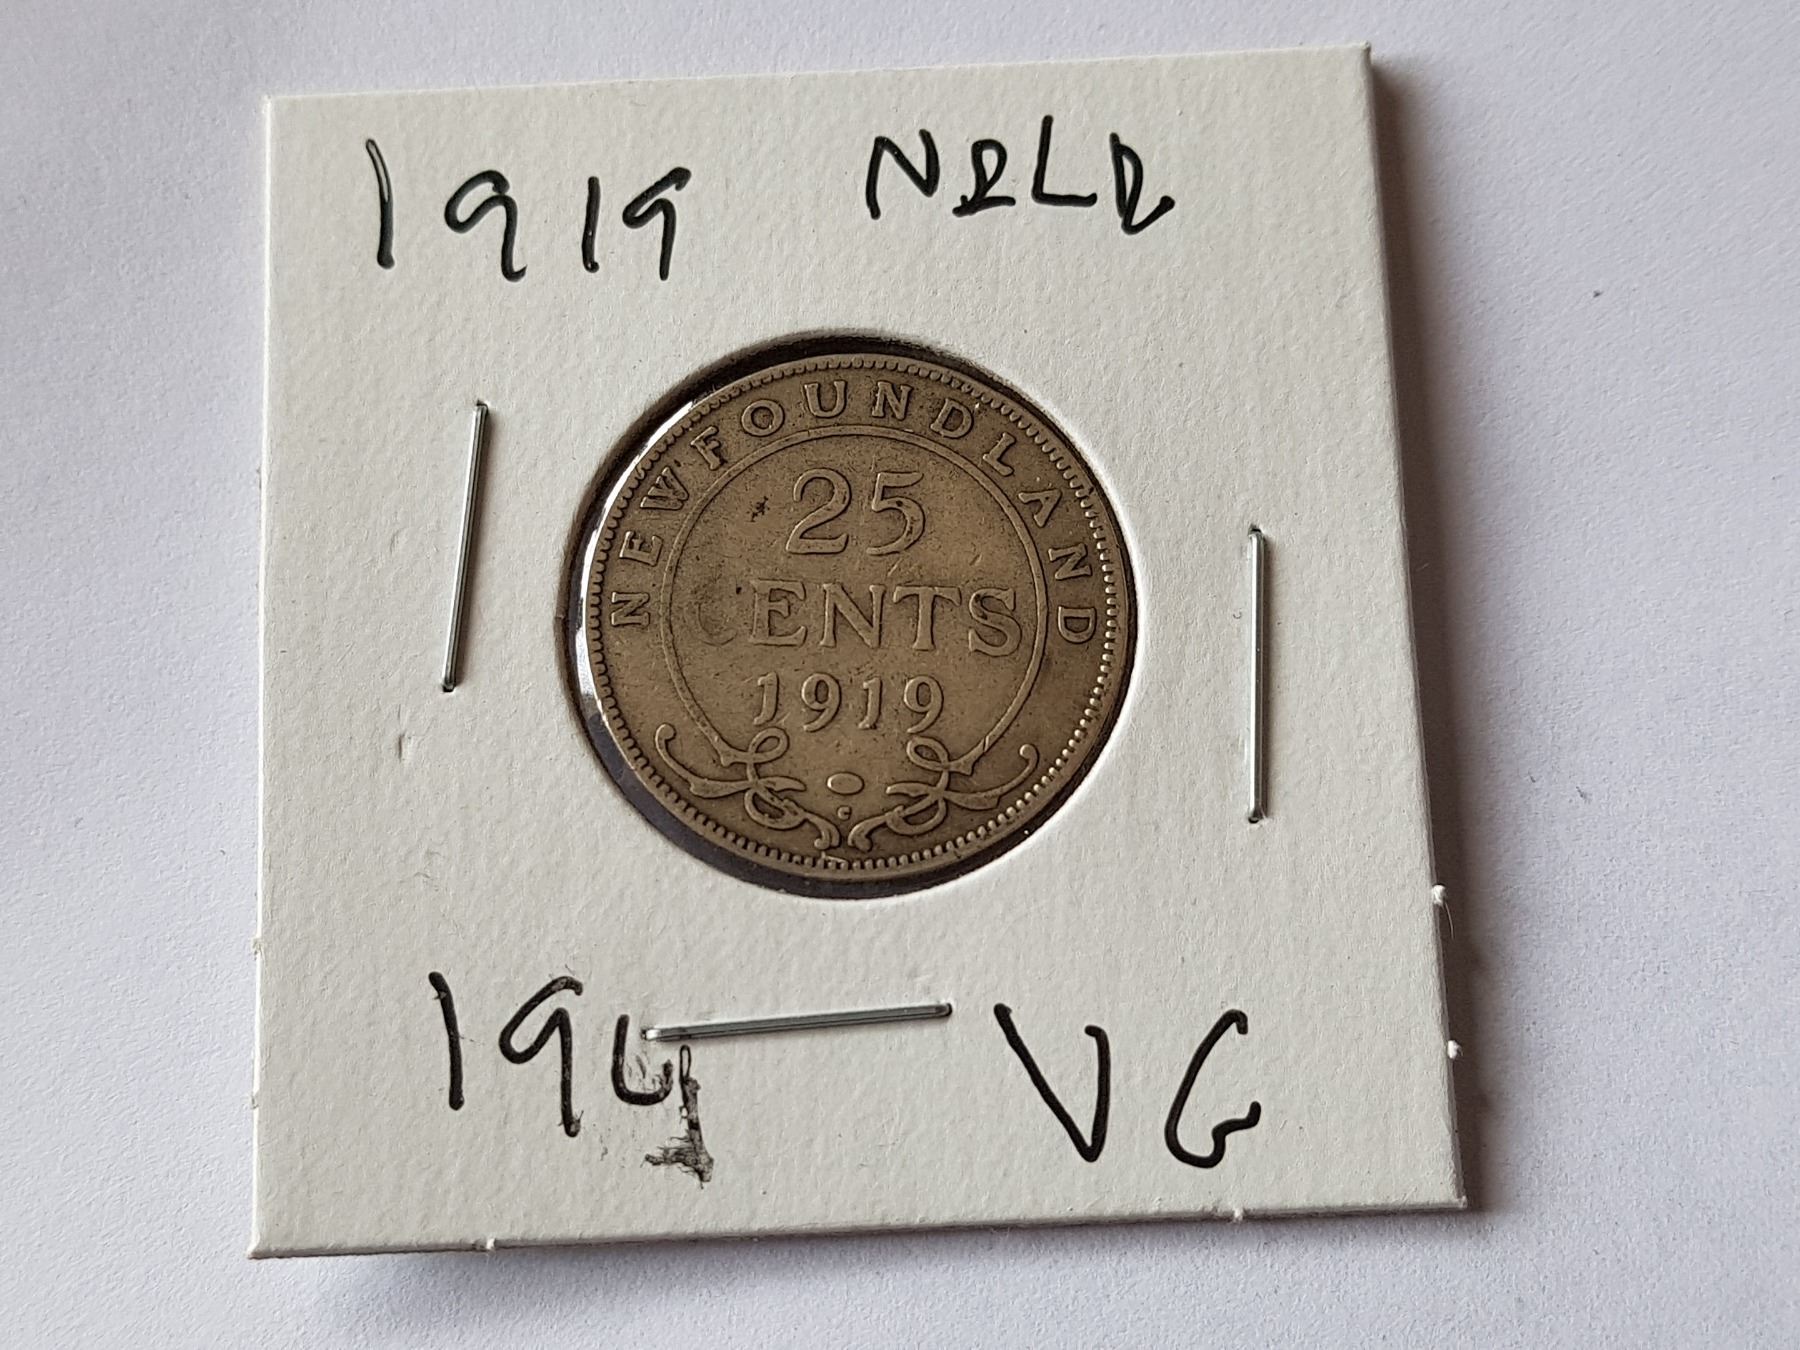 1919 NFLD
NEWFOUNDLAND
25
CENTS
1919
C
VG